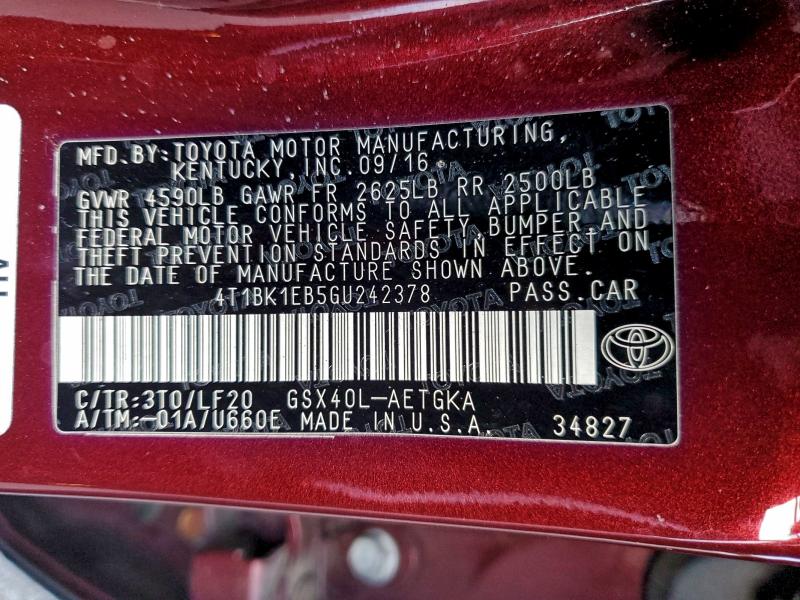 MFD.BY:TOYOTA MOTOR MANUFACTURING,
KENTUCKY, INC.09/16
GVWR 4590LB GAWR FR 2625LB RR 2500LB
THIS VEHICLE CONFORMS TO ALL APPLICABLE
FEDERAL MOTOR VEHICLE SAFETY, BUMPER,AND
THEFT PREVENTION STANDARDS IN EFFECT ON
THE DATE OF MANUFACTURE SHOWN ABOVE.
4T1BK1EB5GU242378 PASS.CAR
C/TR:3T0/LF20 GSX40L-AETGKA
A/TM:-01A/U660E MADE IN U.S.A. 34827